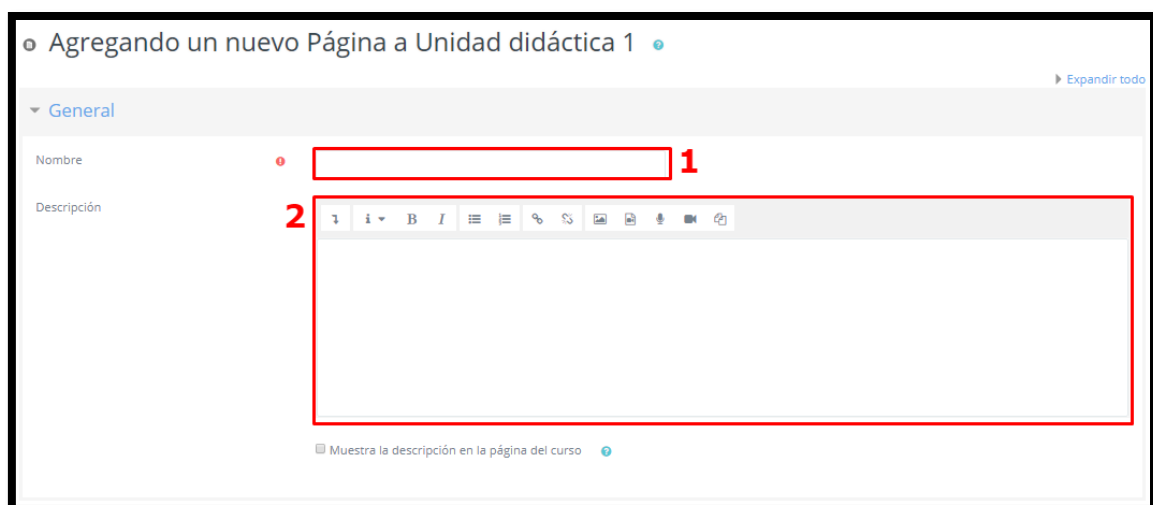 Agregando un nuevo Página a Unidad didáctica 1
Expandir todo
General
Nombre
1
Descripción
2
B I
Muestra la descripción en la página del curso